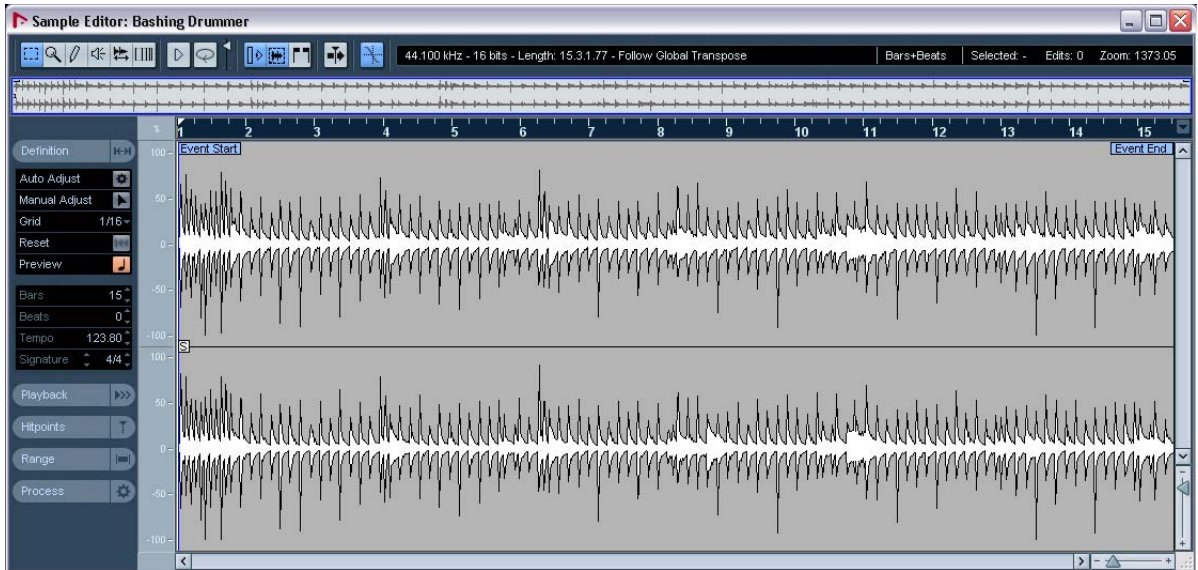 Sample Editor: Bashing Drummer
44.100 kHz - 16 bits - Length: 15.3.1.77 - Follow Global Transpose Bars+Beats Selected: - Edits: 0 Zoom: 1373.05
% 1 2 3 4 5 6 7 8 9 10 11 12 13 14 15
Definition
Auto Adjust
Manual Adjust
Grid 1/16
Reset
Preview
Bars 15
Beats 0
Tempo 123.80
Signature 4/4
Playback
Hitpoints
Range
Process
Event Start Event End
100
50
0
-50
-100
S
100
50
0
-50
-100